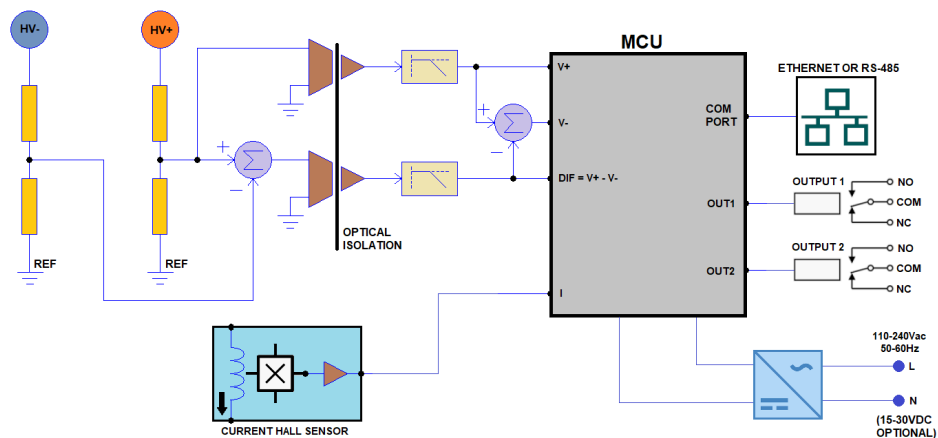 HV-
HV+
MCU
V+
ETHERNET OR RS-485
+
Σ
V-
COM
PORT
+
Σ
−
−
DIF = V+ - V-
OUTPUT 1
NO
COM
NC
OUT1
OPTICAL
ISOLATION
REF
REF
OUTPUT 2
NO
COM
NC
OUT2
I
110-240Vac
50-60Hz
L
N
(15-30VDC
OPTIONAL)
CURRENT HALL SENSOR